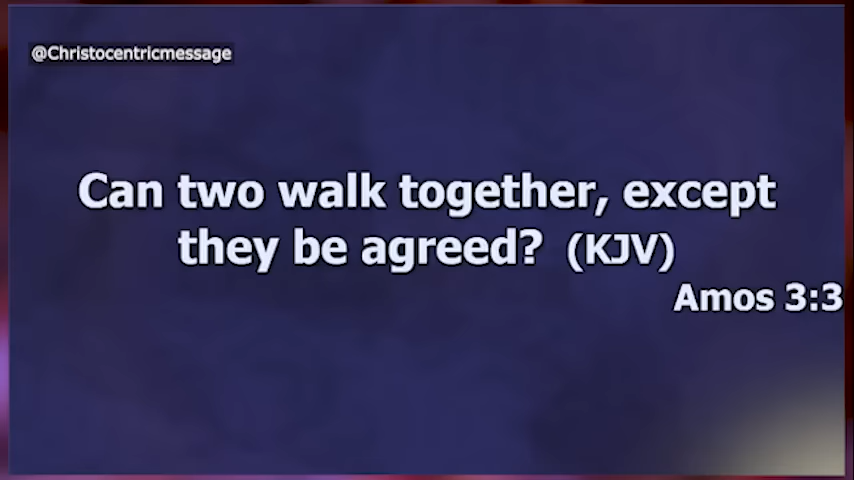 @Christocentricmessage
Can two walk together, except
they be agreed? (KJV)
Amos 3:3